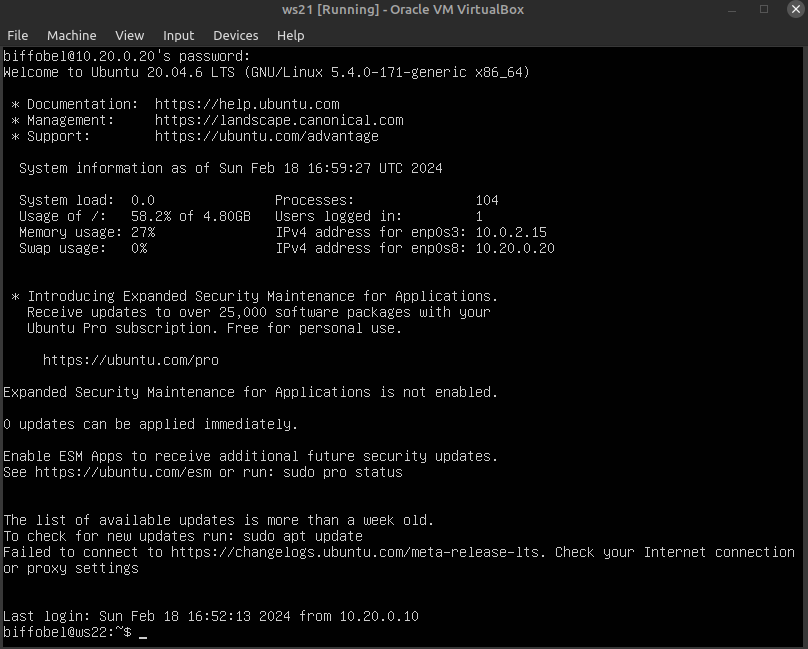 ws21 [Running] - Oracle VM VirtualBox
File Machine View Input Devices Help
biffobel@10.20.0.20's password:
Welcome to Ubuntu 20.04.6 LTS (GNU/Linux 5.4.0-171-generic x86_64)
* Documentation: https://help.ubuntu.com
* Management: https://landscape.canonical.com
* Support: https://ubuntu.com/advantage
System information as of Sun Feb 18 16:59:27 UTC 2024
System load: 0.0 Processes: 104
Usage of /: 58.2% of 4.80GB Users logged in: 1
Memory usage: 27% IPv4 address for enp0s3: 10.0.2.15
Swap usage: 0% IPv4 address for enp0s8: 10.20.0.20
* Introducing Expanded Security Maintenance for Applications.
Receive updates to over 25,000 software packages with your
Ubuntu Pro subscription. Free for personal use.
https://ubuntu.com/pro
Expanded Security Maintenance for Applications is not enabled.
0 updates can be applied immediately.
Enable ESM Apps to receive additional future security updates.
See https://ubuntu.com/esm or run: sudo pro status
The list of available updates is more than a week old.
To check for new updates run: sudo apt update
Failed to connect to https://changelogs.ubuntu.com/meta-release-lts. Check your Internet connection
or proxy settings
Last login: Sun Feb 18 16:52:13 2024 from 10.20.0.10
biffobel@ws22:~$ _